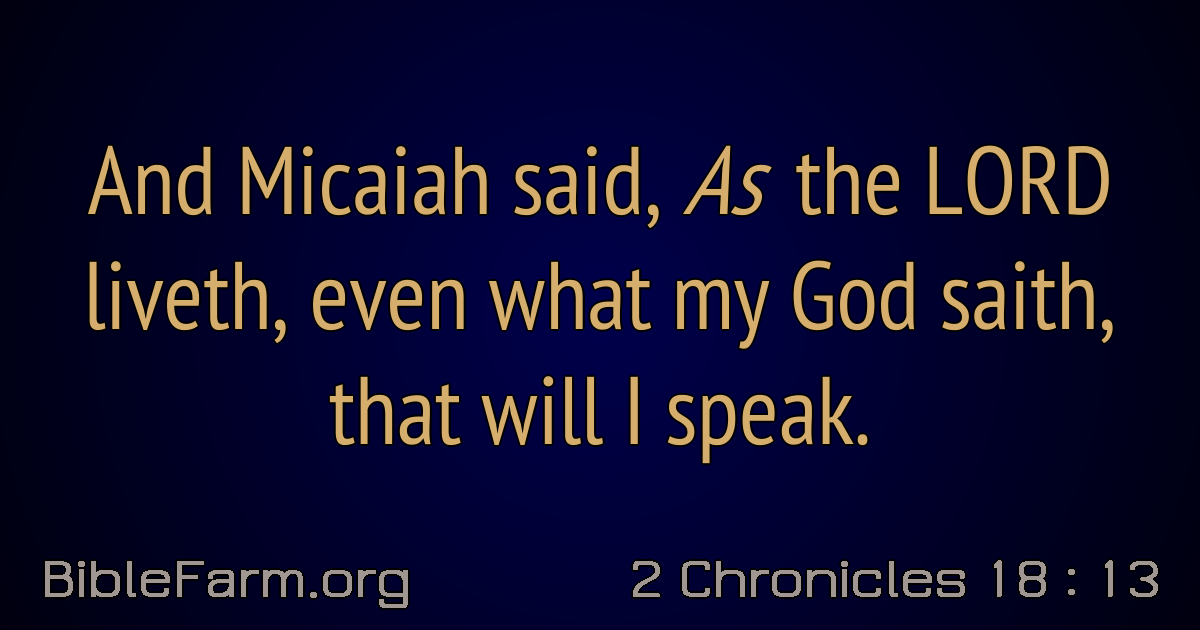 And Micaiah said, As the LORD
liveth, even what my God saith,
that will I speak.
BibleFarm.org
2 Chronicles 18 : 13